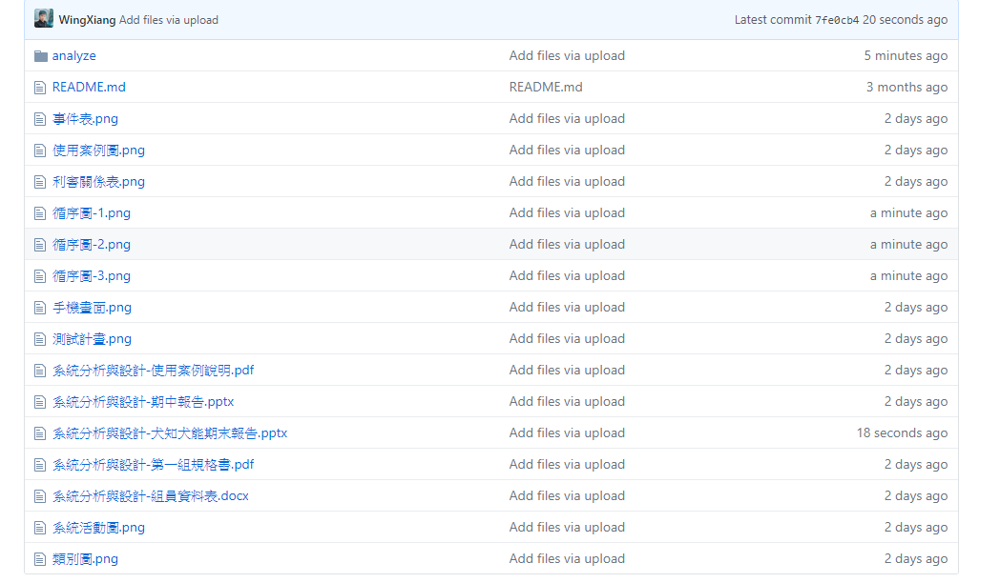 WingXiang Add files via upload Latest commit 7fe0cb4 20 seconds ago
analyze Add files via upload 5 minutes ago
README.md README.md 3 months ago
事件表.png Add files via upload 2 days ago
使用案例圖.png Add files via upload 2 days ago
利害關係表.png Add files via upload 2 days ago
循序圖-1.png Add files via upload a minute ago
循序圖-2.png Add files via upload a minute ago
循序圖-3.png Add files via upload a minute ago
手機畫面.png Add files via upload 2 days ago
測試計畫.png Add files via upload 2 days ago
系統分析與設計-使用案例說明.pdf Add files via upload 2 days ago
系統分析與設計-期中報告.pptx Add files via upload 2 days ago
系統分析與設計-犬知犬能期末報告.pptx Add files via upload 18 seconds ago
系統分析與設計-第一組規格書.pdf Add files via upload 2 days ago
系統分析與設計-組員資料表.docx Add files via upload 2 days ago
系統活動圖.png Add files via upload 2 days ago
類別圖.png Add files via upload 2 days ago